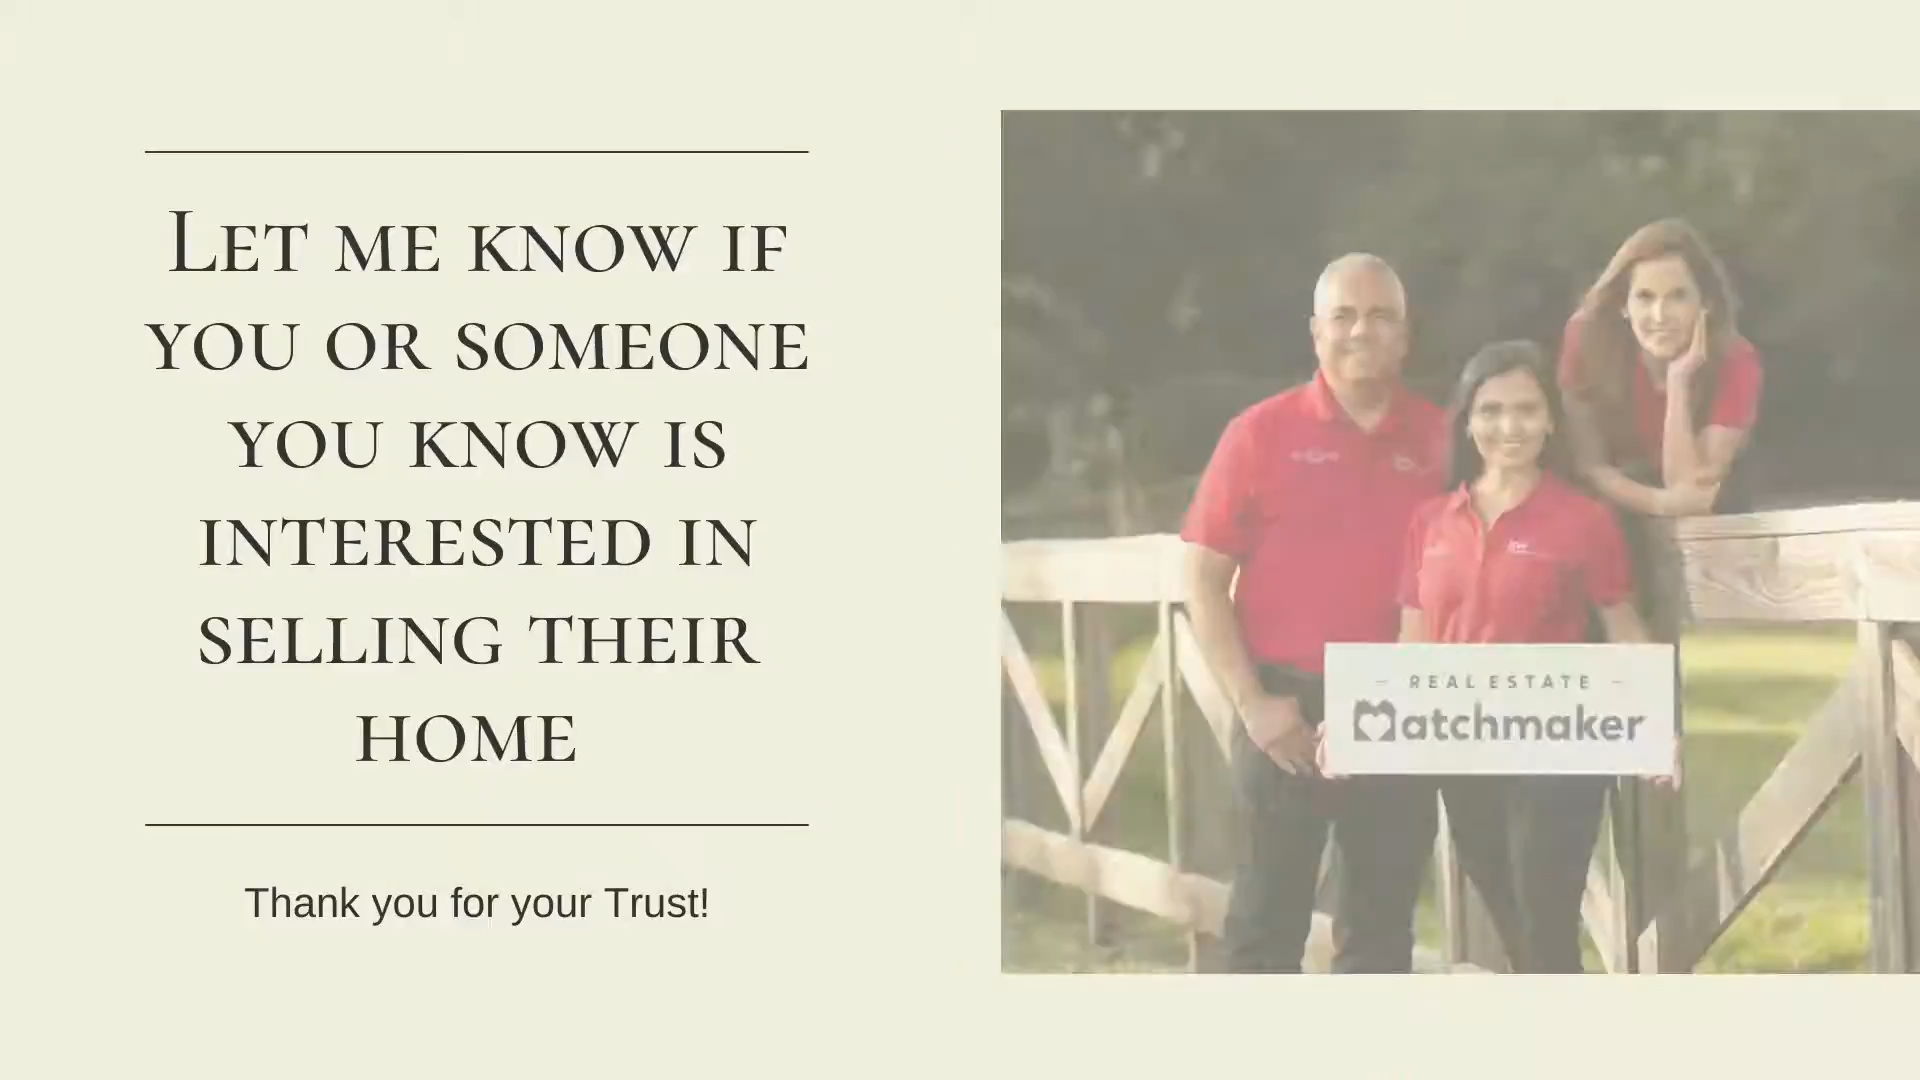 Let me know if
you or someone
you know is
interested in
selling their
home
Thank you for your Trust!
REAL ESTATE
Matchmaker